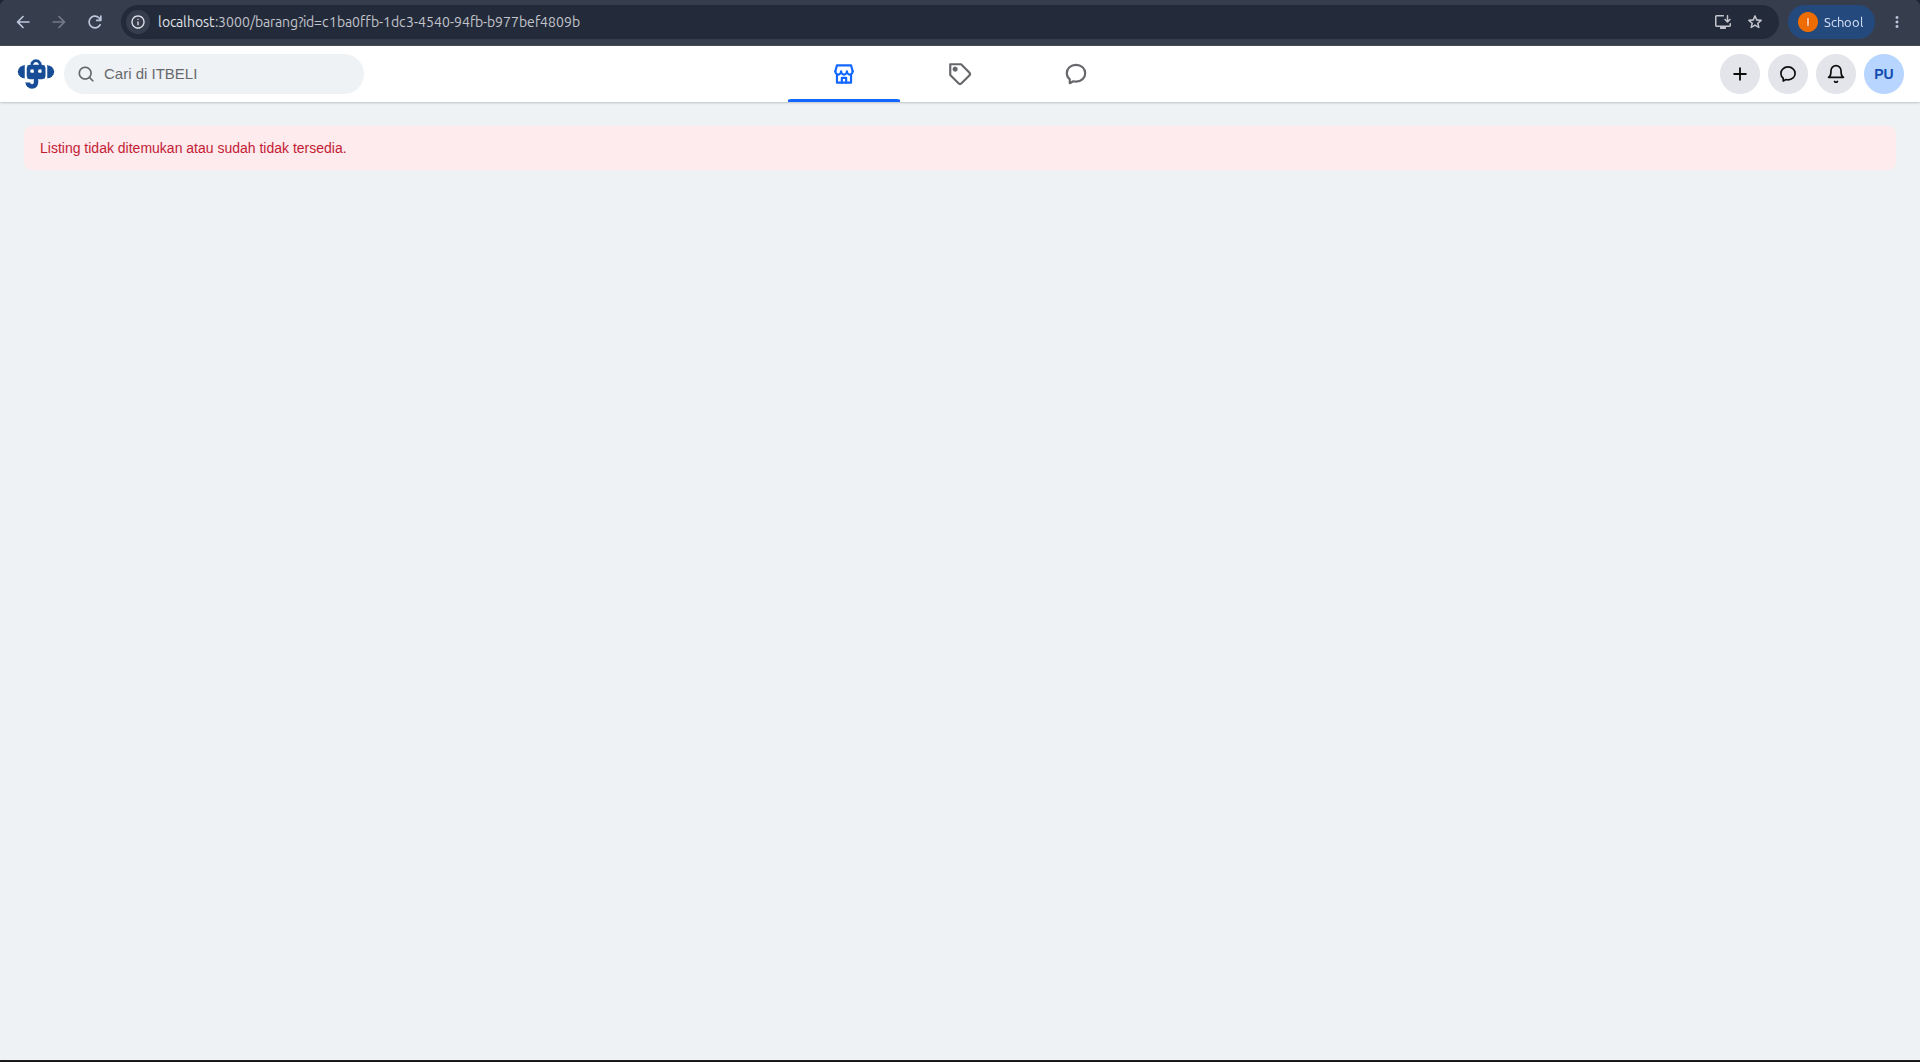 localhost:3000/barang?id=c1ba0ffb-1dc3-4540-94fb-b977bef4809b
I School
Cari di ITBELI
PU
Listing tidak ditemukan atau sudah tidak tersedia.